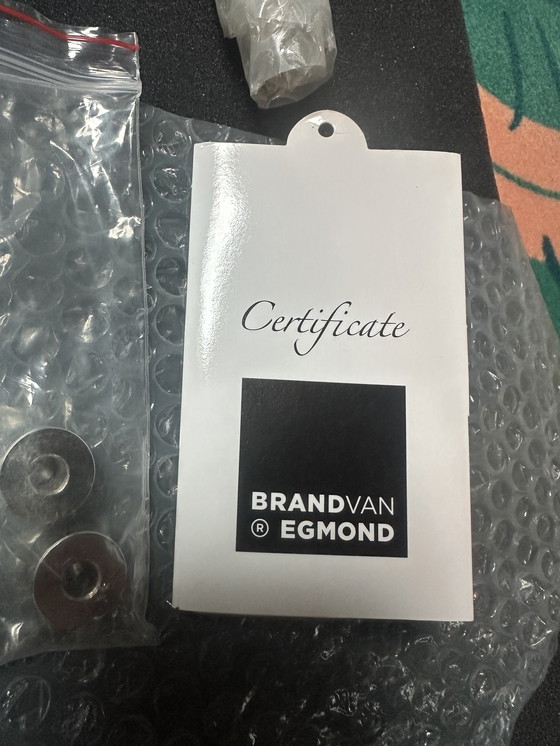 Certificate
BRANDVAN
® EGMOND